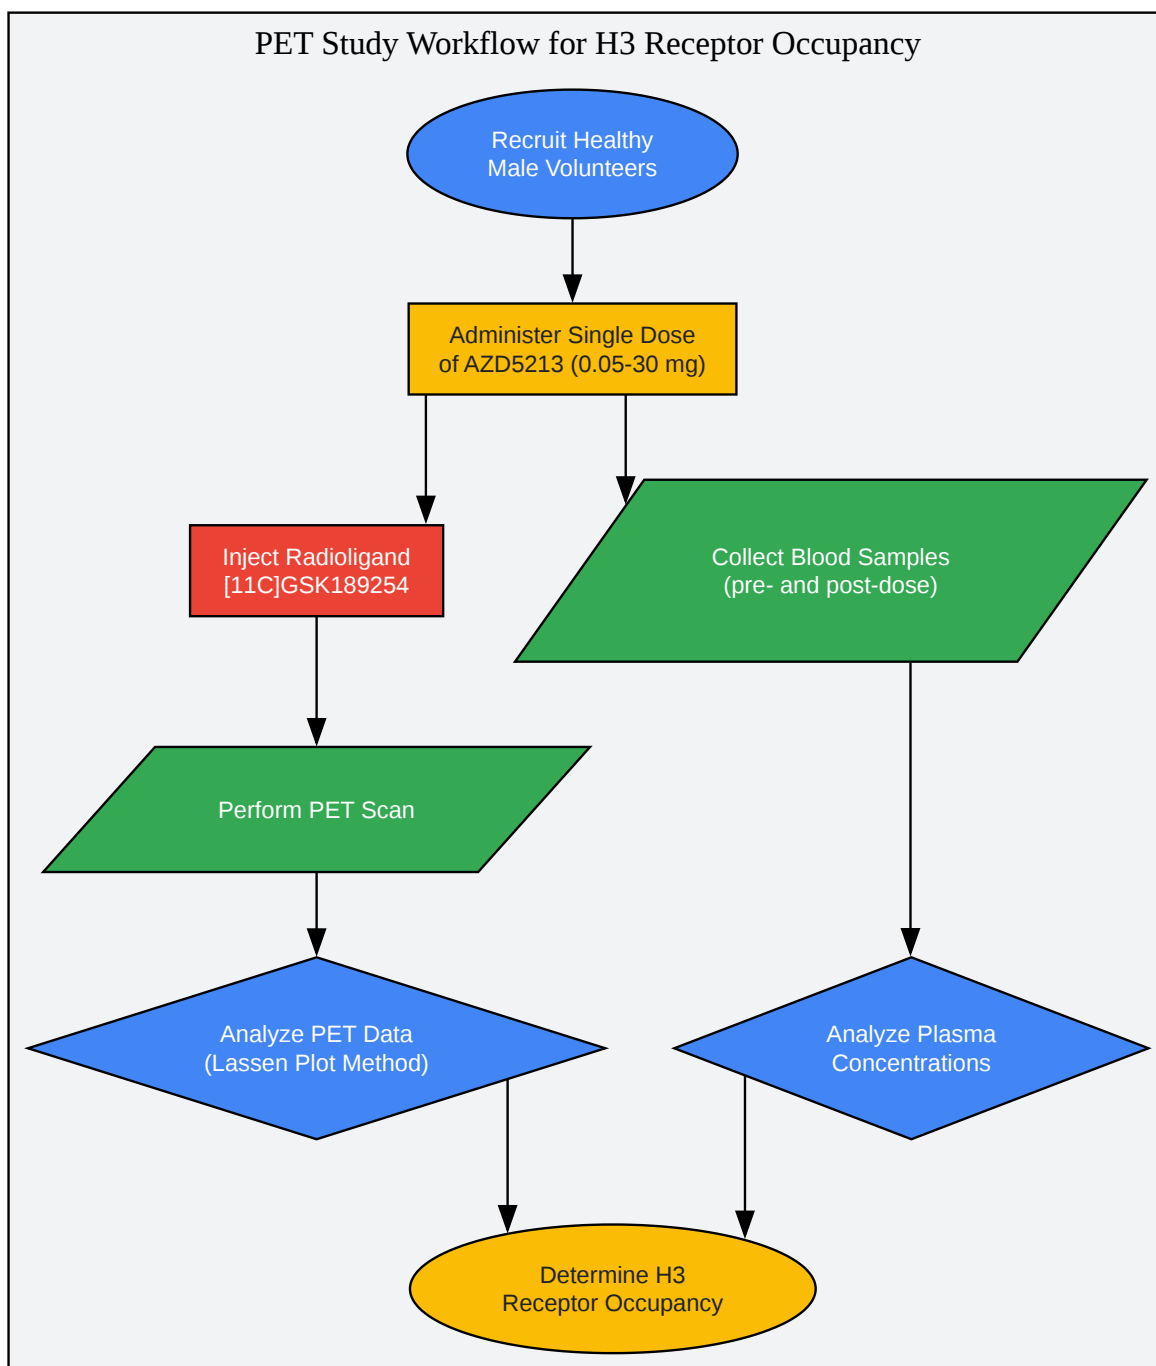 PET Study Workflow for H3 Receptor Occupancy
Recruit Healthy
Male Volunteers
Administer Single Dose
of AZD5213 (0.05-30 mg)
Inject Radioligand
[11C]GSK189254
Collect Blood Samples
(pre- and post-dose)
Perform PET Scan
Analyze PET Data
(Lassen Plot Method)
Analyze Plasma
Concentrations
Determine H3
Receptor Occupancy